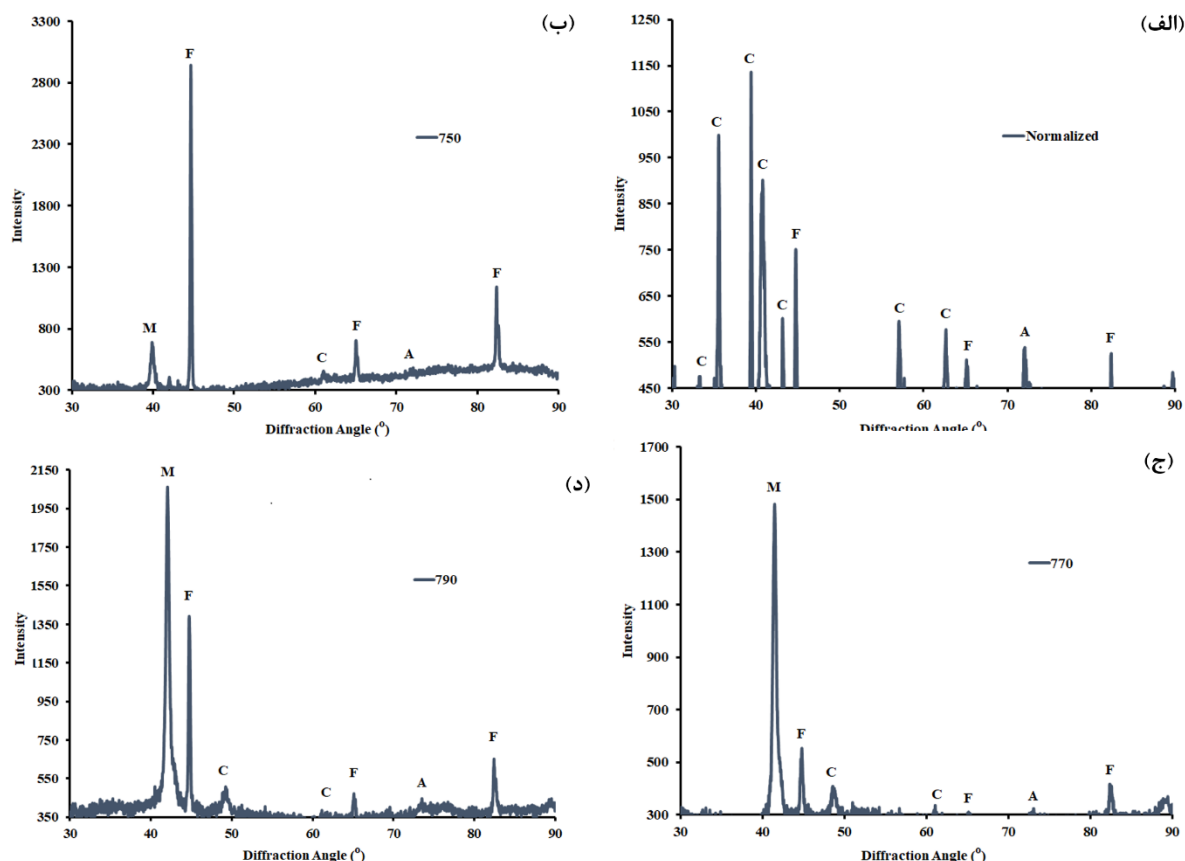 (ب)
3300
2800
2300
1800
1300
800
300
Intensity
F
M
C
F
A
F
750
30 40 50 60 70 80 90
Diffraction Angle (o)
(الف)
1250
1150
1050
950
850
750
650
550
450
Intensity
C
C
C
C
C
F
C
C
F
A
F
Normalized
30 40 50 60 70 80 90
Diffraction Angle (o)
(د)
2150
1950
1750
1550
1350
1150
950
750
550
350
Intensity
M
F
C
C
F
A
F
790
30 40 50 60 70 80 90
Diffraction Angle (o)
(ج)
1700
1500
1300
1100
900
700
500
300
Intensity
M
F
C
C
F
A
F
770
30 40 50 60 70 80 90
Diffraction Angle (o)